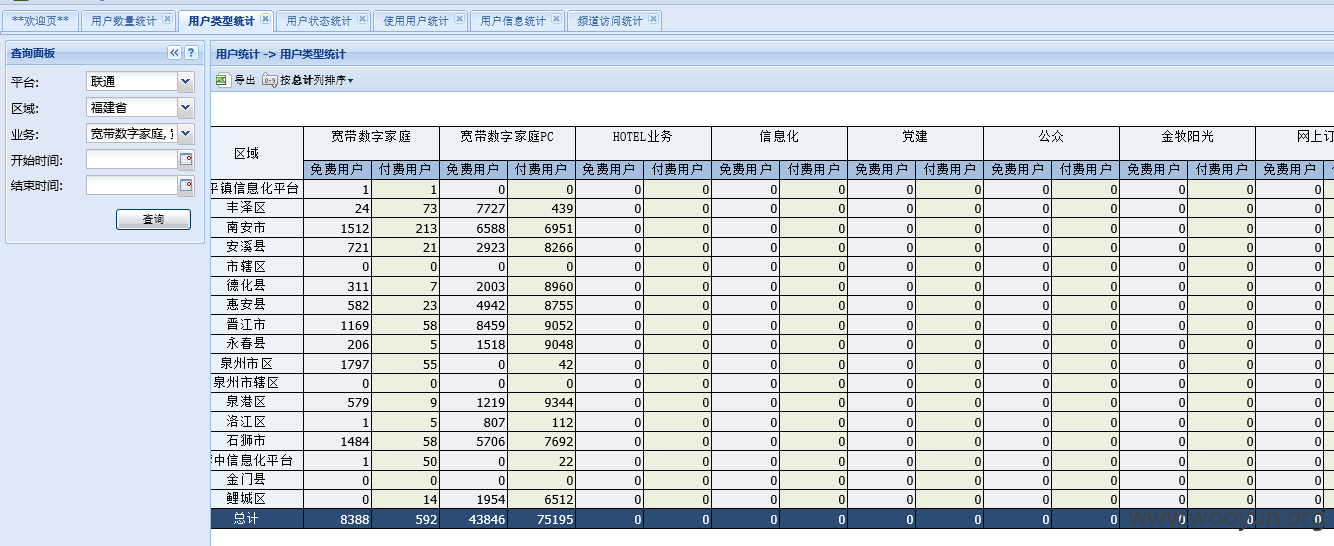 **欢迎页** 用户数量统计 用户类型统计 用户状态统计 使用用户统计 用户信息统计 频道访问统计
查询面板
平台: 联通
区域: 福建省
业务: 宽带数字家庭,
开始时间:
结束时间:
查询
用户统计 -> 用户类型统计
导出 按总计列排序
区域 宽带数字家庭 宽带数字家庭PC HOTEL业务 信息化 党建 公众 金牧阳光 网上订
免费用户 付费用户 免费用户 付费用户 免费用户 付费用户 免费用户 付费用户 免费用户 付费用户 免费用户 付费用户 免费用户 付费用户 免费用户
平镇信息化平台 1 1 0 0 0 0 0 0 0 0 0 0 0 0 0
丰泽区 24 73 7727 439 0 0 0 0 0 0 0 0 0 0 0
南安市 1512 213 6588 6951 0 0 0 0 0 0 0 0 0 0 0
安溪县 721 21 2923 8266 0 0 0 0 0 0 0 0 0 0 0
市辖区 0 0 0 0 0 0 0 0 0 0 0 0 0 0 0
德化县 311 7 2003 8960 0 0 0 0 0 0 0 0 0 0 0
惠安县 582 23 4942 8755 0 0 0 0 0 0 0 0 0 0 0
晋江市 1169 58 8459 9052 0 0 0 0 0 0 0 0 0 0 0
永春县 206 5 1518 9048 0 0 0 0 0 0 0 0 0 0 0
泉州市区 1797 55 0 42 0 0 0 0 0 0 0 0 0 0 0
泉州市辖区 0 0 0 0 0 0 0 0 0 0 0 0 0 0 0
泉港区 579 9 1219 9344 0 0 0 0 0 0 0 0 0 0 0
洛江区 1 5 807 112 0 0 0 0 0 0 0 0 0 0 0
石狮市 1484 58 5706 7692 0 0 0 0 0 0 0 0 0 0 0
中信息化平台 1 50 0 22 0 0 0 0 0 0 0 0 0 0 0
金门县 0 0 0 0 0 0 0 0 0 0 0 0 0 0 0
鲤城区 0 14 1954 6512 0 0 0 0 0 0 0 0 0 0 0
总计 8388 592 43846 75195 0 0 0 0 0 0 0 0 0 0 0
www.wooyun.org